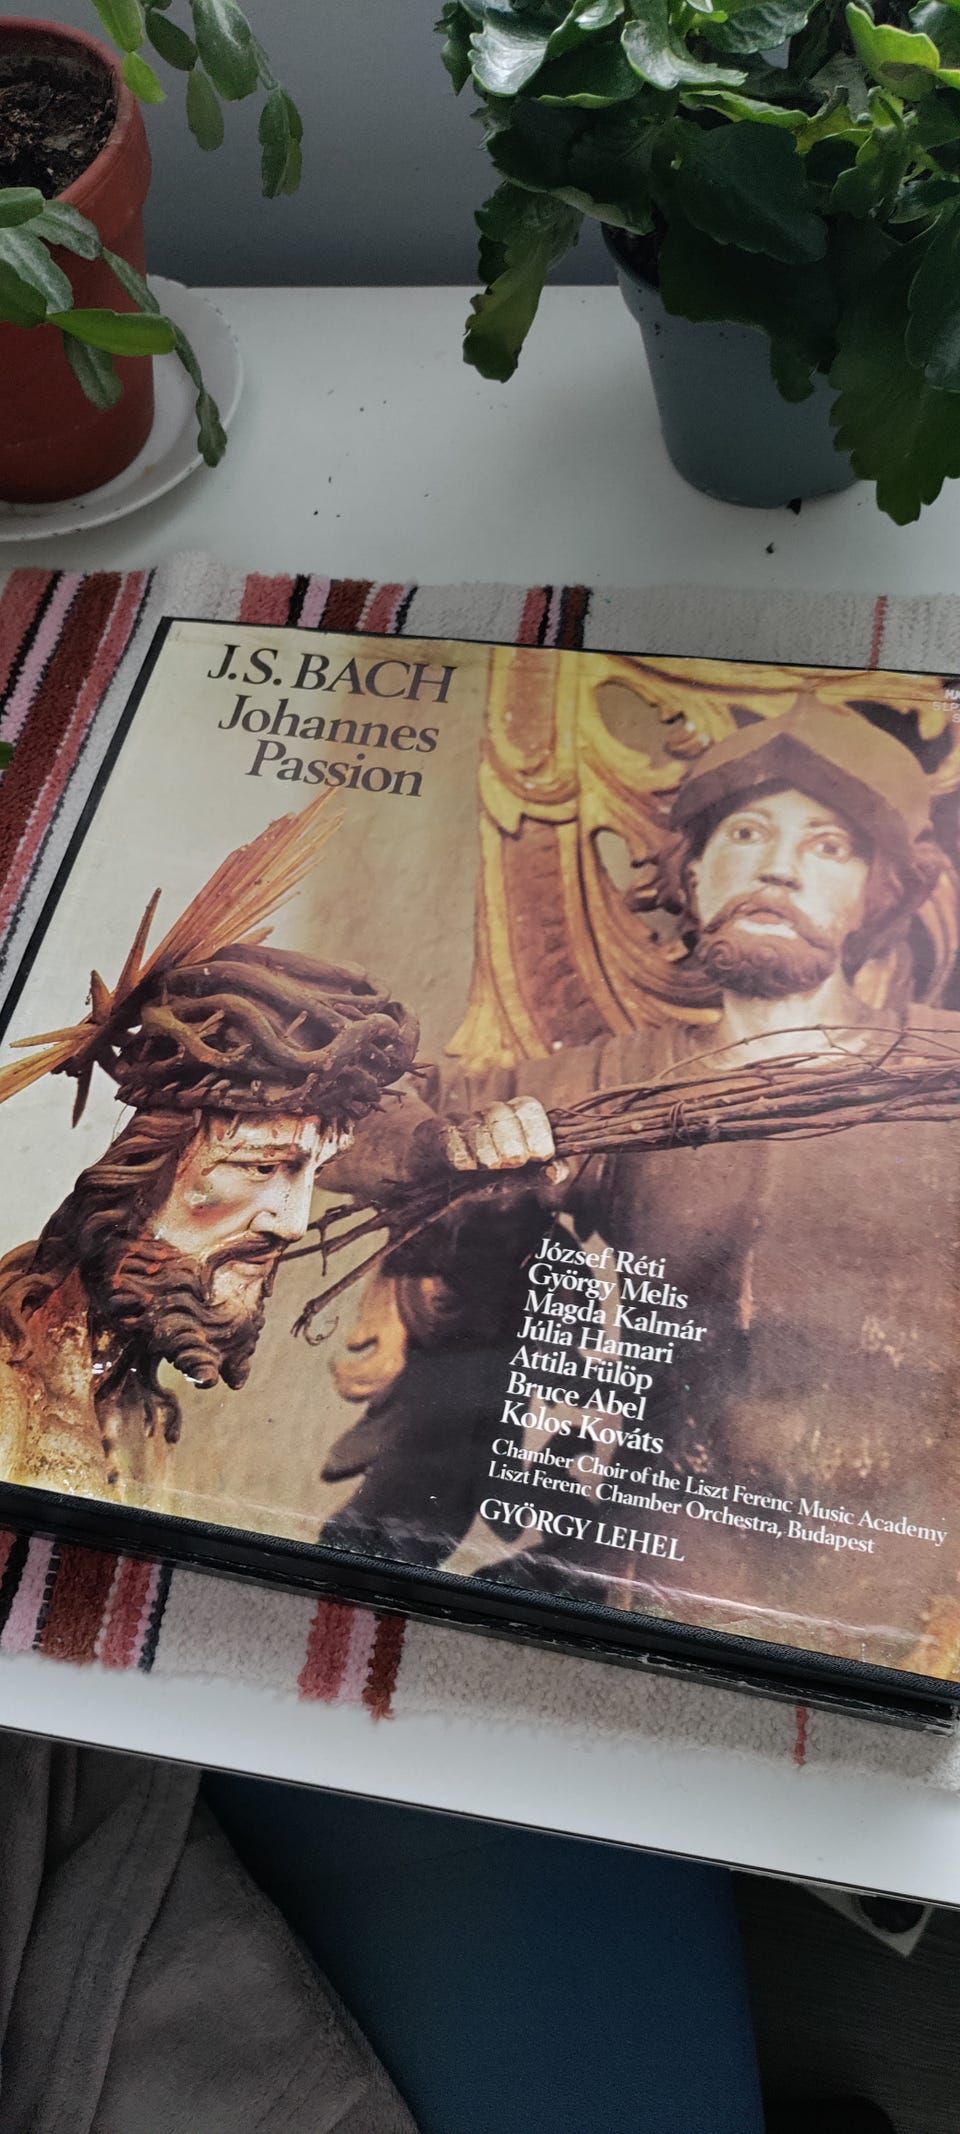 J.S. BACH
Johannes
Passion
József Réti
György Melis
Magda Kalmár
Júlia Hamari
Attila Fülöp
Bruce Abel
Kolos Kováts
Chamber Choir of the Liszt Ferenc Music Academy
Liszt Ferenc Chamber Orchestra, Budapest
GYÖRGY LEHEL